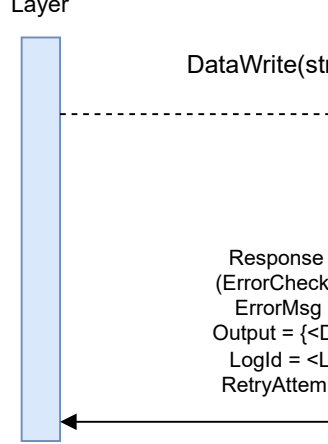 Layer
DataWrite(str
Response
(ErrorCheck
ErrorMsg
Output = {<D
LogId = <L
RetryAttem